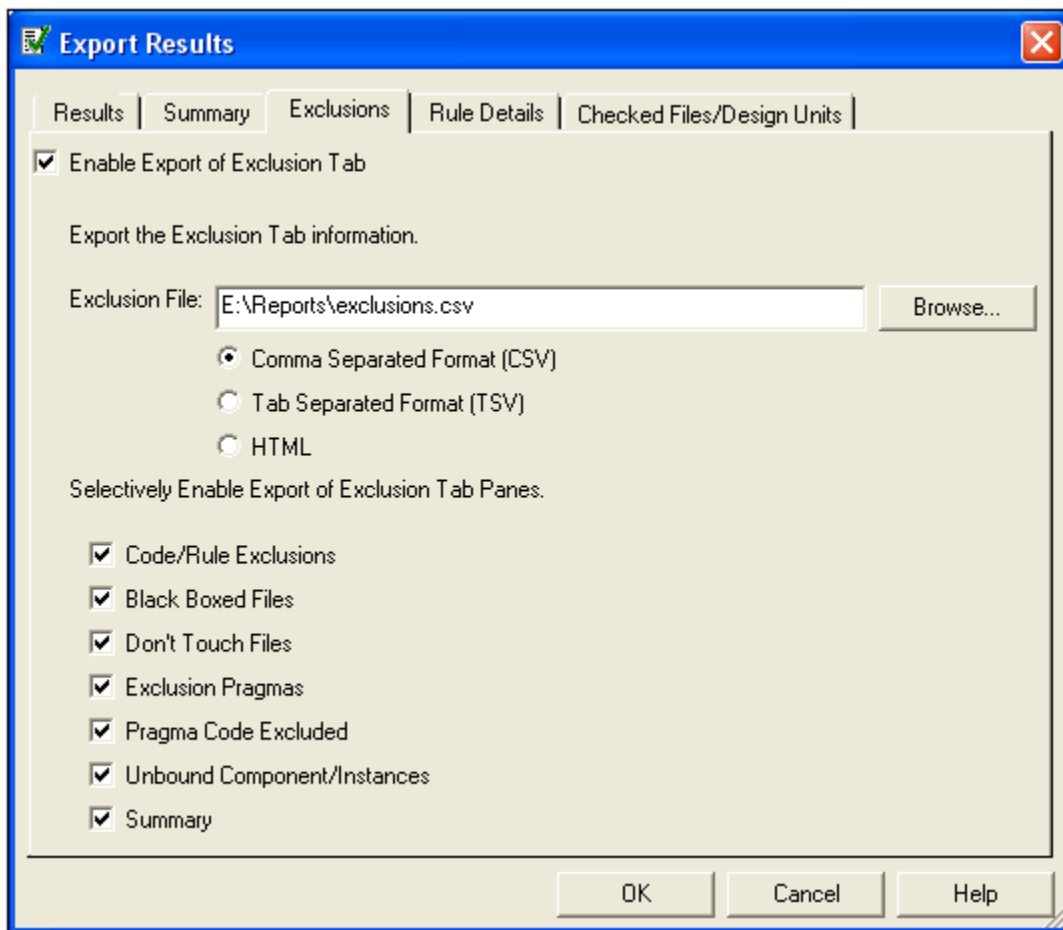 Export Results
Results Summary Exclusions Rule Details Checked Files/Design Units
Enable Export of Exclusion Tab
Export the Exclusion Tab information.
Exclusion File: E:\Reports\exclusions.csv Browse...
Comma Separated Format (CSV)
Tab Separated Format (TSV)
HTML
Selectively Enable Export of Exclusion Tab Panes.
Code/Rule Exclusions
Black Boxed Files
Don't Touch Files
Exclusion Pragmas
Pragma Code Excluded
Unbound Component/Instances
Summary
OK Cancel Help